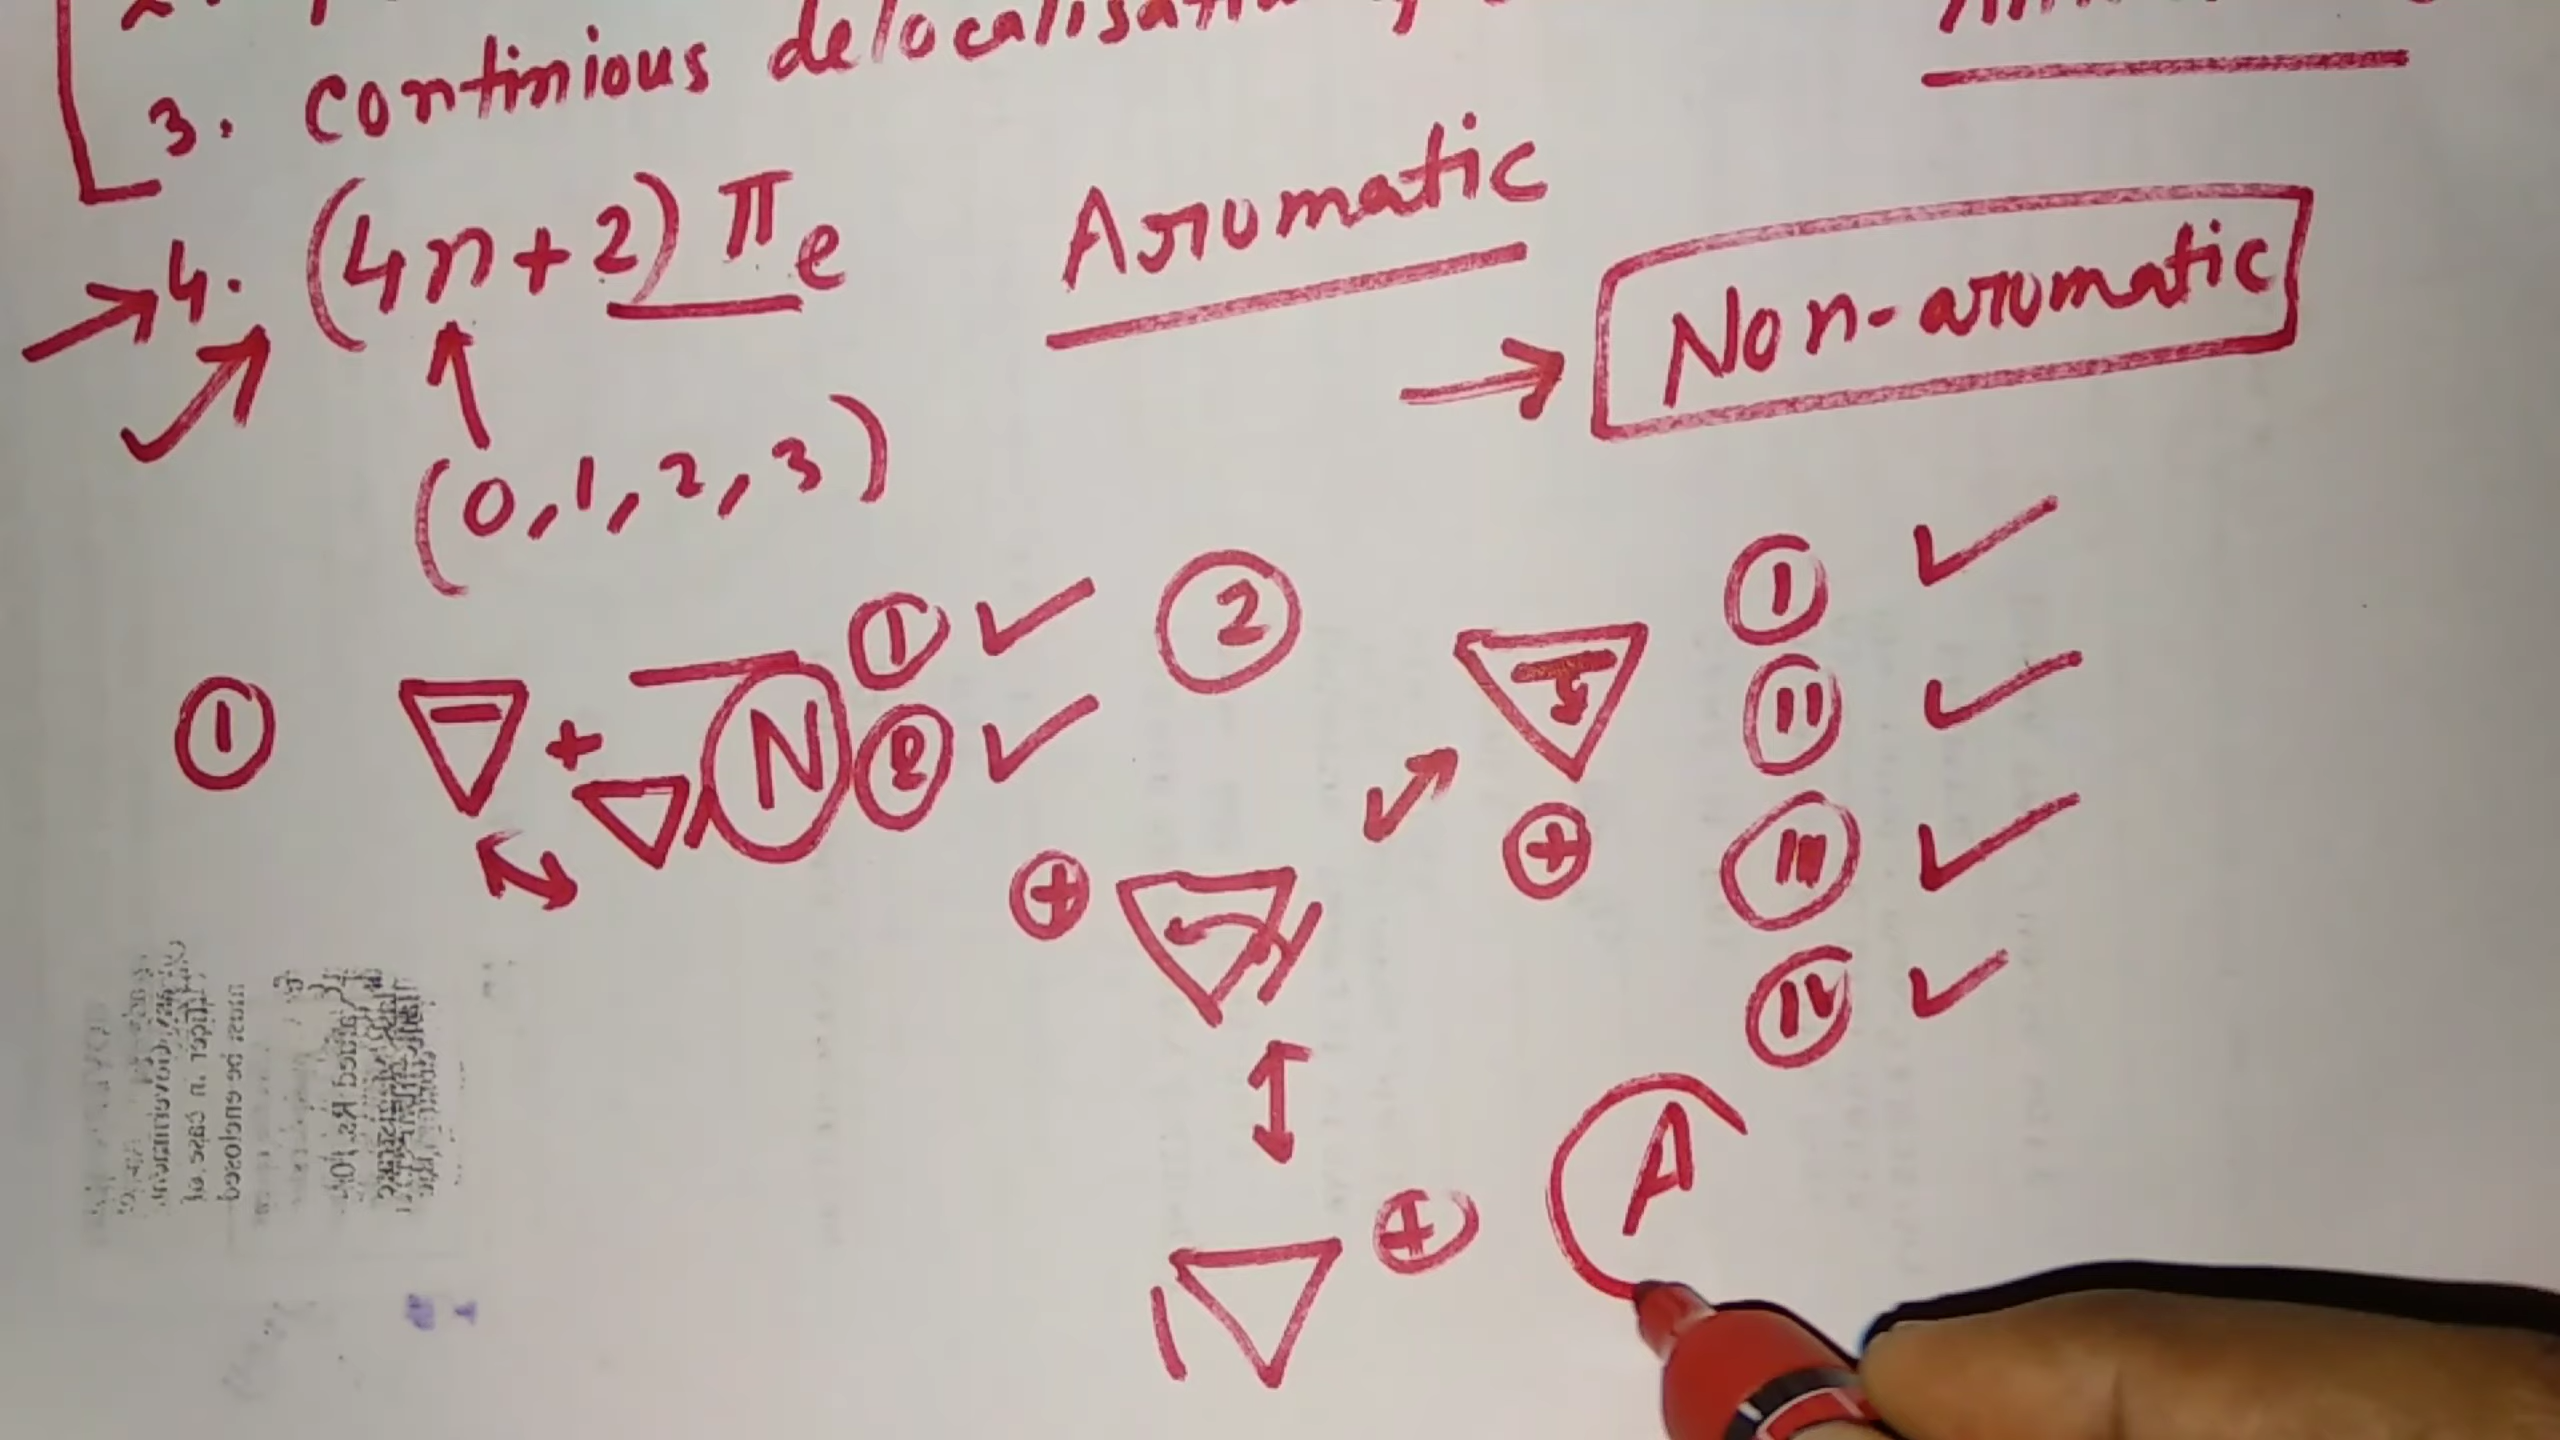 3. continious delocalisation
→ 4. (4n+2) πe
Aromatic
→ Non-aromatic
(0, 1, 2, 3)
1
+
N
1 ✓
2 ✓
2
+
+
+
I ✓
II ✓
III ✓
IV ✓
A